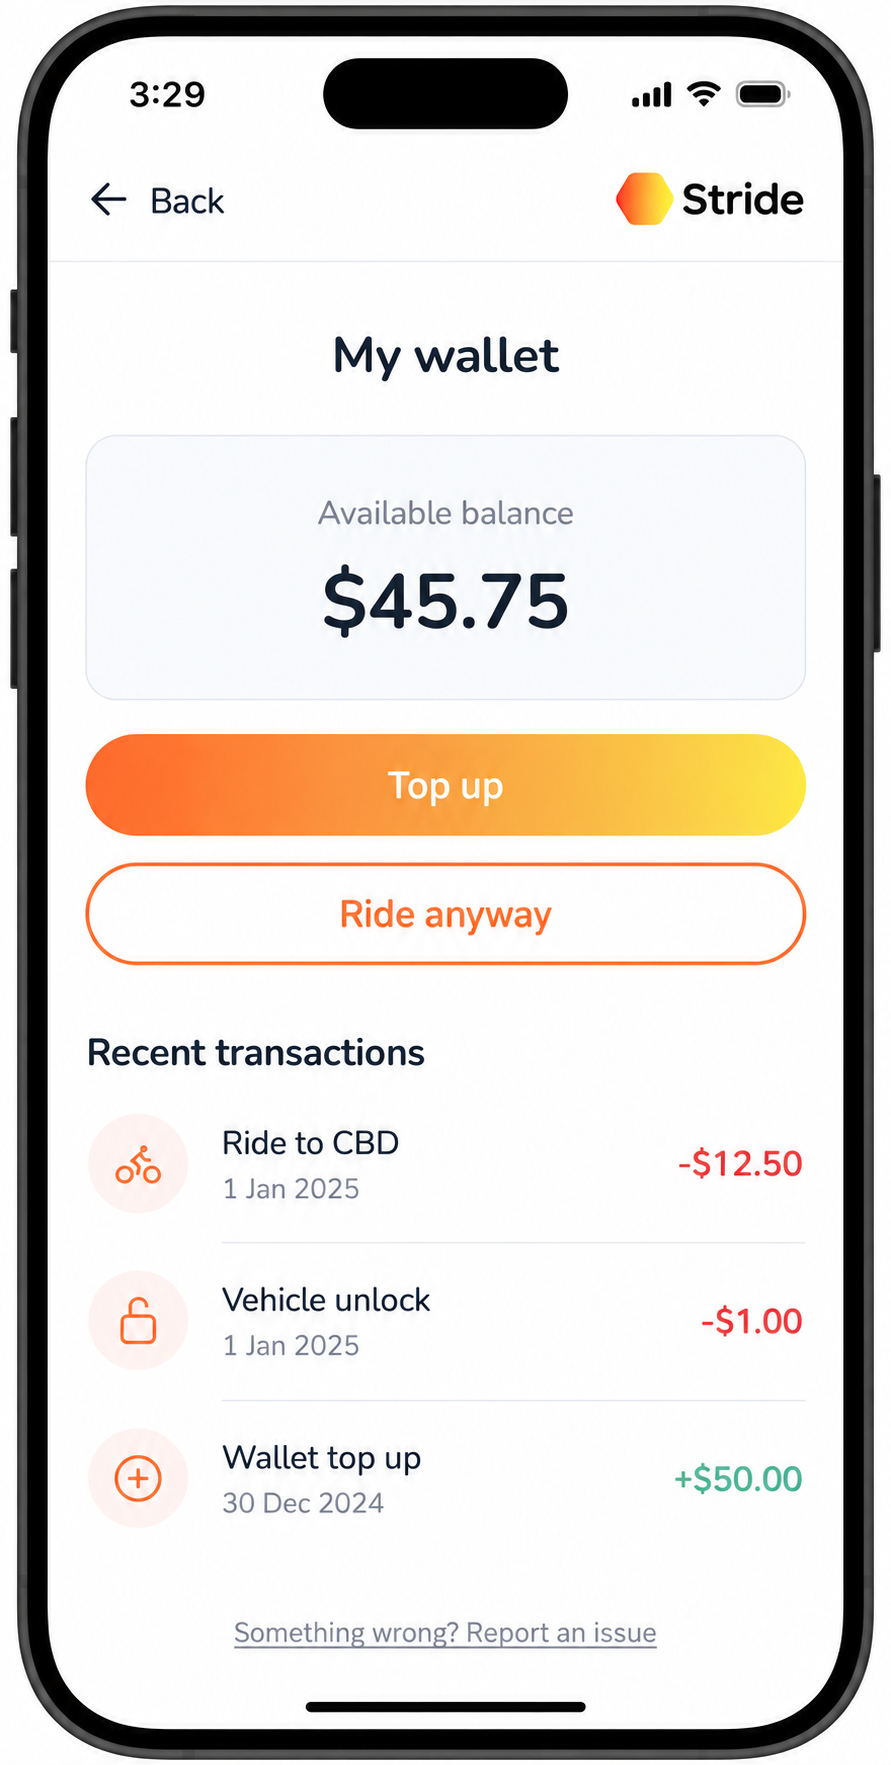 3:29
Back
Stride
My wallet
Available balance
$45.75
Top up
Ride anyway
Recent transactions
Ride to CBD
1 Jan 2025
-$12.50
Vehicle unlock
1 Jan 2025
-$1.00
Wallet top up
30 Dec 2024
+$50.00
Something wrong? Report an issue